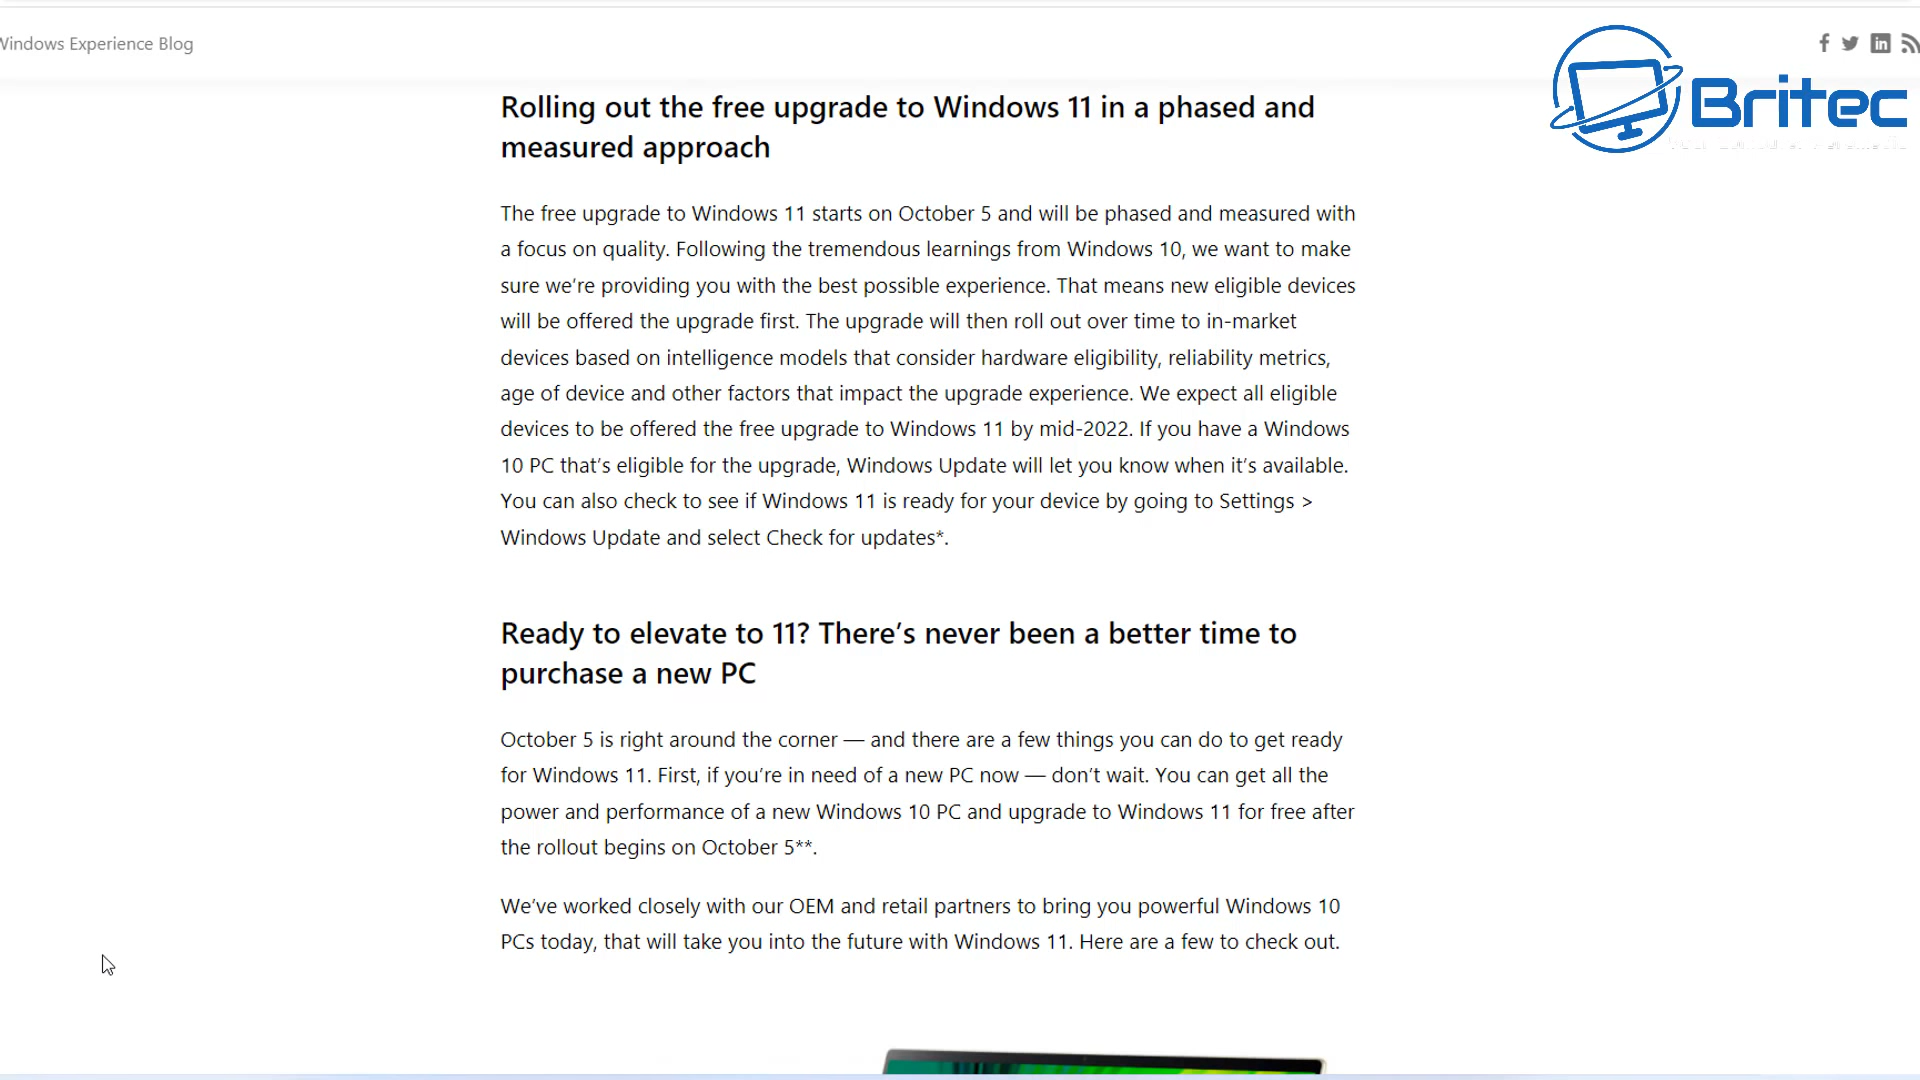 Windows Experience Blog
Britec
Rolling out the free upgrade to Windows 11 in a phased and
measured approach
The free upgrade to Windows 11 starts on October 5 and will be phased and measured with
a focus on quality. Following the tremendous learnings from Windows 10, we want to make
sure we’re providing you with the best possible experience. That means new eligible devices
will be offered the upgrade first. The upgrade will then roll out over time to in-market
devices based on intelligence models that consider hardware eligibility, reliability metrics,
age of device and other factors that impact the upgrade experience. We expect all eligible
devices to be offered the free upgrade to Windows 11 by mid-2022. If you have a Windows
10 PC that’s eligible for the upgrade, Windows Update will let you know when it’s available.
You can also check to see if Windows 11 is ready for your device by going to Settings >
Windows Update and select Check for updates*.
Ready to elevate to 11? There’s never been a better time to
purchase a new PC
October 5 is right around the corner — and there are a few things you can do to get ready
for Windows 11. First, if you’re in need of a new PC now — don’t wait. You can get all the
power and performance of a new Windows 10 PC and upgrade to Windows 11 for free after
the rollout begins on October 5**.
We’ve worked closely with our OEM and retail partners to bring you powerful Windows 10
PCs today, that will take you into the future with Windows 11. Here are a few to check out.